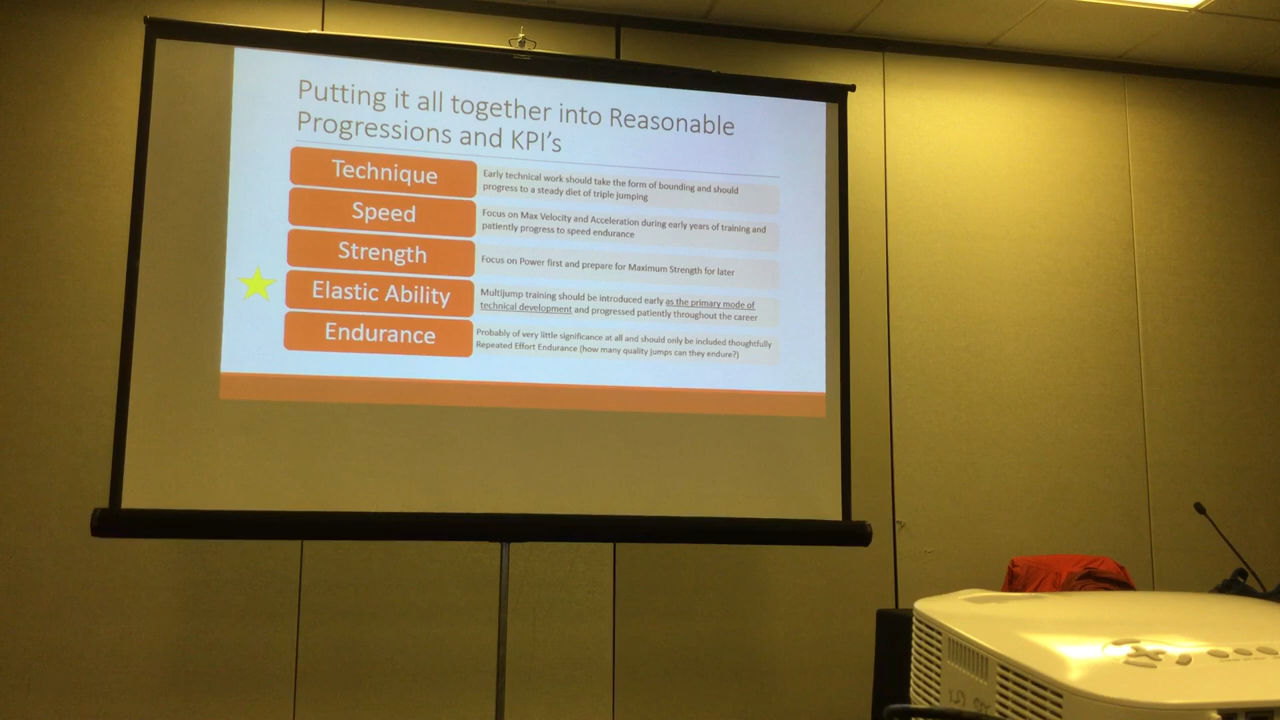 Putting it all together into Reasonable
Progressions and KPI's
Technique
Early technical work should take the form of bounding and should
progress to a steady diet of triple jumping
Speed
Focus on Max Velocity and Acceleration during early years of training and
patiently progress to speed endurance
Strength
Focus on Power first and prepare for Maximum Strength for later
Elastic Ability
Multijump training should be introduced early as the primary mode of
technical development and progressed patiently throughout the career
Endurance
Probably of very little significance at all and should only be included thoughtfully
Repeated Effort Endurance (how many quality jumps can they endure?)